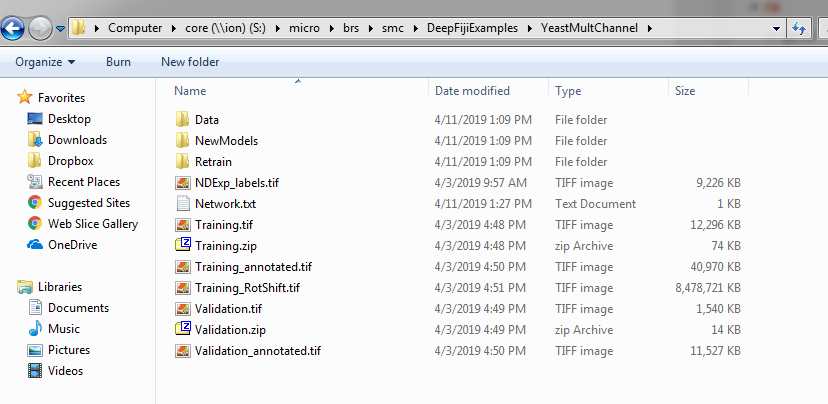 Computer core (\\ion) (S:) micro brs smc DeepFijiExamples YeastMultChannel
Organize Burn New folder
Favorites
Desktop
Downloads
Dropbox
Recent Places
Suggested Sites
Web Slice Gallery
OneDrive
Libraries
Documents
Music
Pictures
Videos
Name Date modified Type Size
Data 4/11/2019 1:09 PM File folder
NewModels 4/11/2019 1:09 PM File folder
Retrain 4/11/2019 1:09 PM File folder
NDExp_labels.tif 4/3/2019 9:57 AM TIFF image 9,226 KB
Network.txt 4/11/2019 1:27 PM Text Document 1 KB
Training.tif 4/3/2019 4:48 PM TIFF image 12,296 KB
Training.zip 4/3/2019 4:48 PM zip Archive 74 KB
Training_annotated.tif 4/3/2019 4:50 PM TIFF image 40,970 KB
Training_RotShift.tif 4/3/2019 4:51 PM TIFF image 8,478,721 KB
Validation.tif 4/3/2019 4:49 PM TIFF image 1,540 KB
Validation.zip 4/3/2019 4:49 PM zip Archive 14 KB
Validation_annotated.tif 4/3/2019 4:50 PM TIFF image 11,527 KB